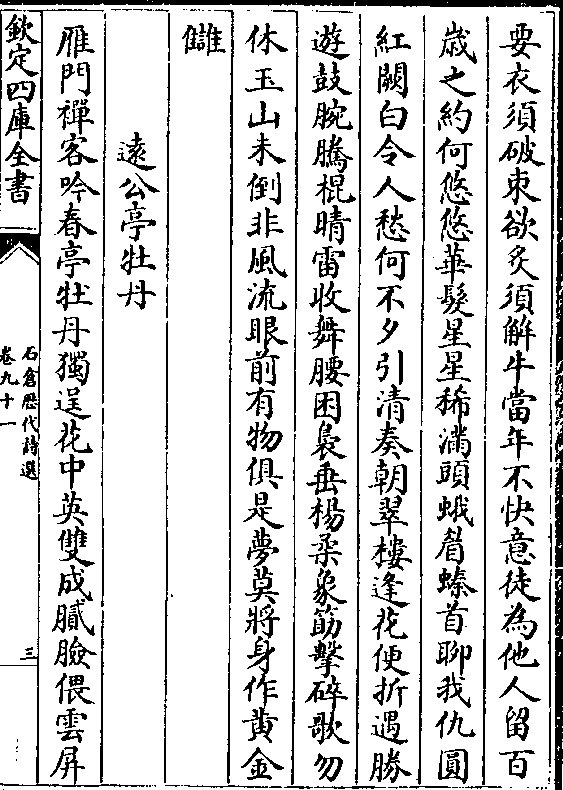 要衣須破束欲炙須解牛當年不快意徒為他人留百
歲之約何悠悠華髮星星稀滿頭蛾眉螓首聊我仇圓
紅闕白令人愁何不夕引清奏朝翠樓逢花便折遇勝
遊鼓腕騰棍晴雷收舞腰困裊垂楊柔象筯擊碎歌勿
休玉山未倒非風流眼前有物俱是夢莫將身作黄金
讎
遠公亭牡丹
雁門禪客吟春亭牡丹獨逞花中英雙成膩臉偎雲屏
欽定四庫全書
石倉歷代詩選
卷九十一
三